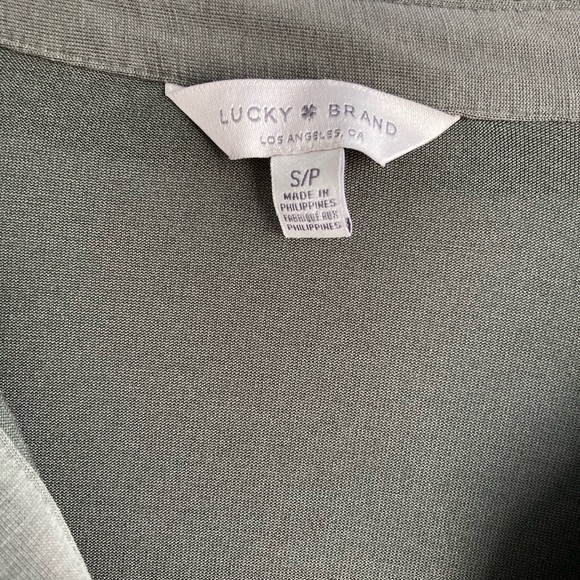 LUCKY BRAND
LOS ANGELES, CA
S/P
MADE IN
PHILIPPINES
FABRIQUÉ AUX
PHILIPPINES